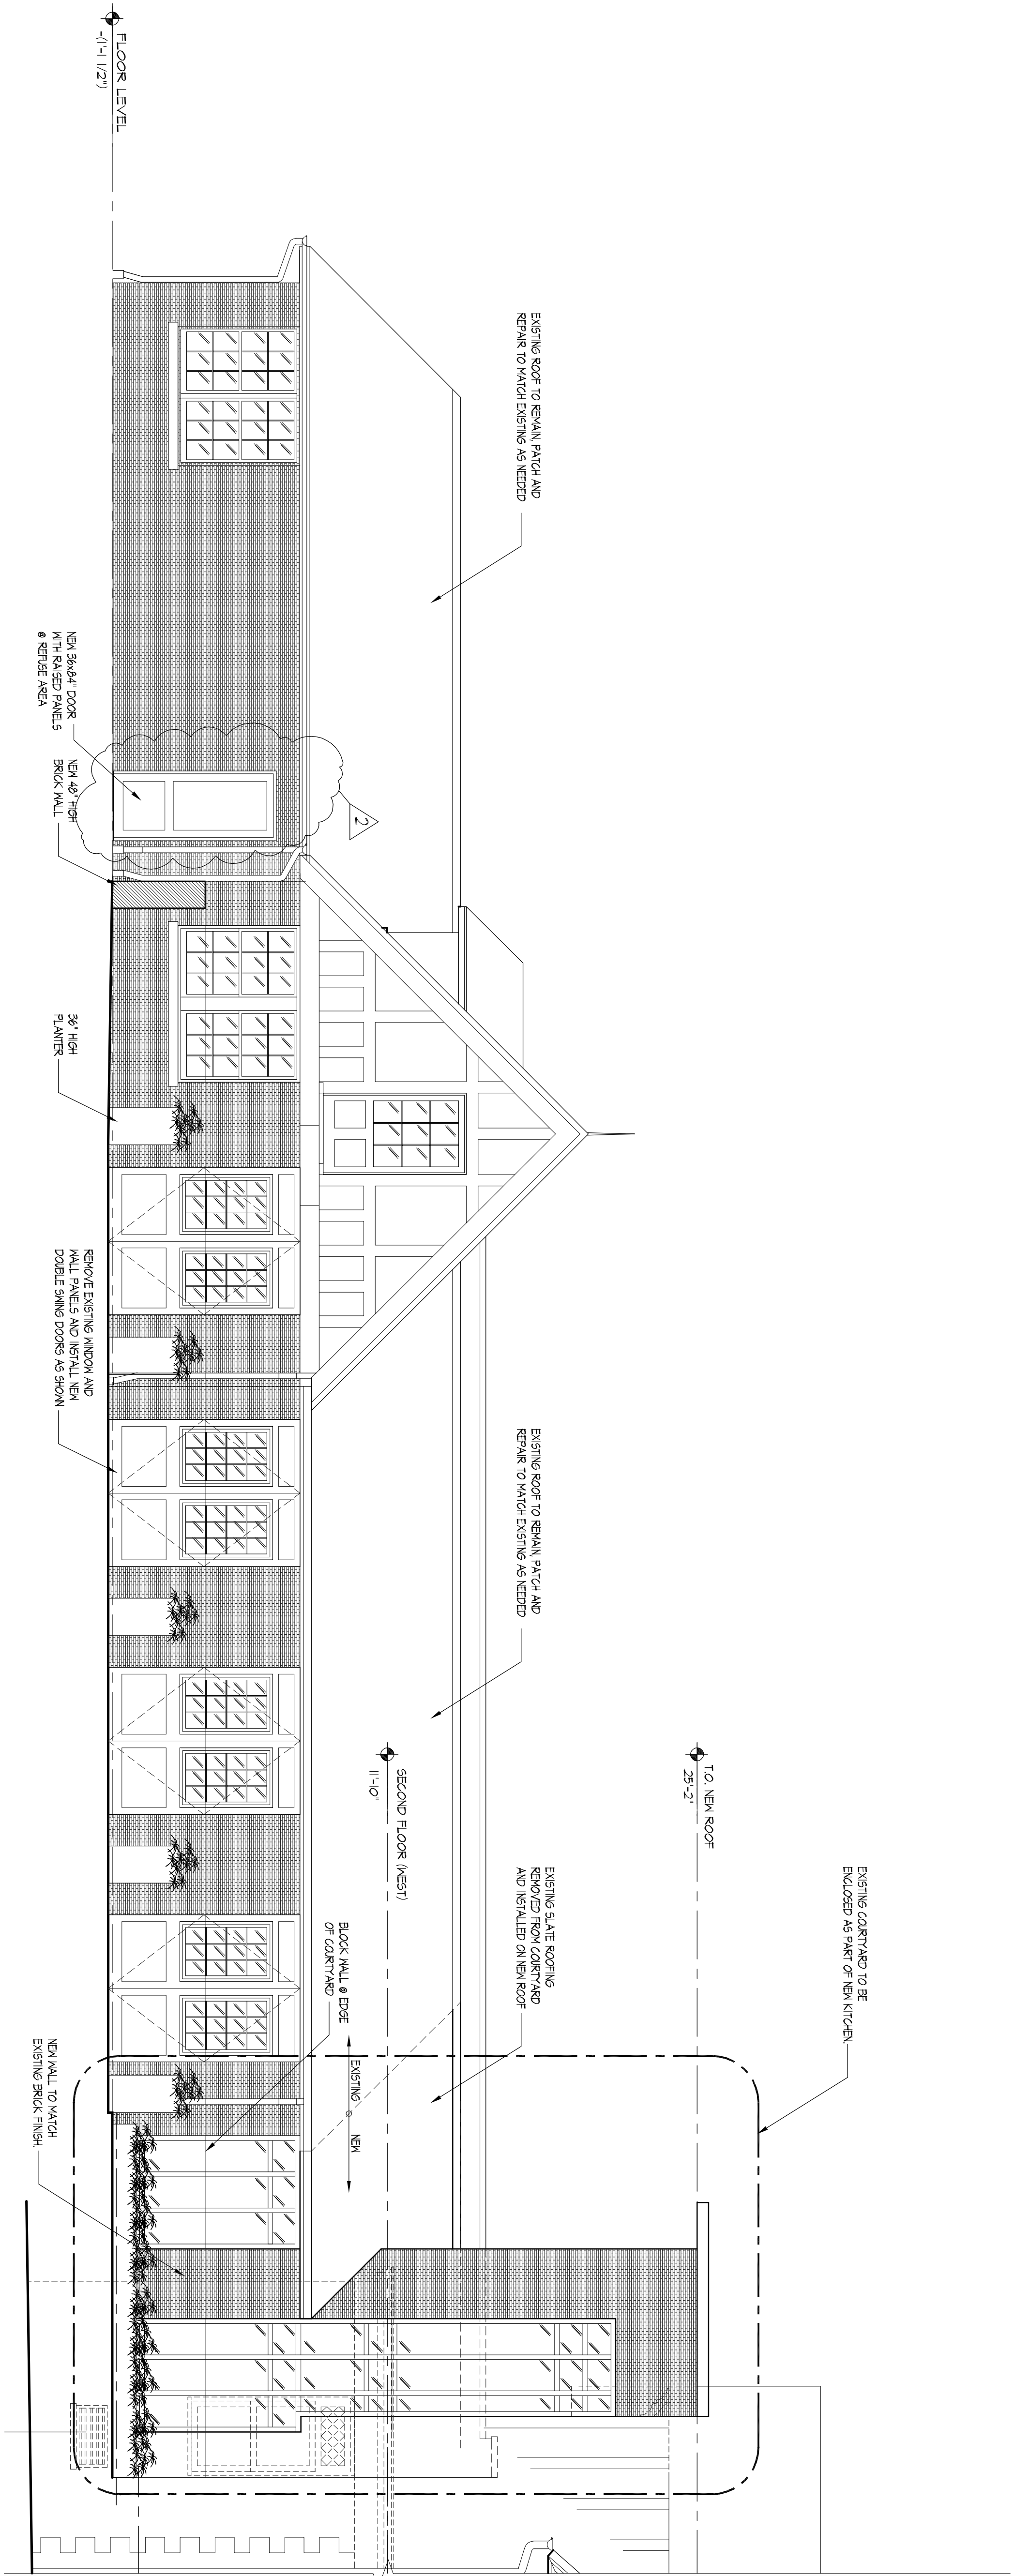 EXISTING COURTYARD TO BE
ENCLOSED AS PART OF NEW KITCHEN.
T.O. NEW ROOF
25'-2"
EXISTING ROOF TO REMAIN, PATCH AND
REPAIR TO MATCH EXISTING AS NEEDED
EXISTING ROOF TO REMAIN, PATCH AND
REPAIR TO MATCH EXISTING AS NEEDED
EXISTING SLATE ROOFING
REMOVED FROM COURTYARD
AND INSTALLED ON NEW ROOF
SECOND FLOOR (WEST)
11'-10"
2
EXISTING
NEW
BLOCK WALL @ EDGE
OF COURTYARD
FLOOR LEVEL
-(1'-1 1/2")
NEW 36x84" DOOR
WITH RAISED PANELS
@ REFUSE AREA
NEW 48" HIGH
BRICK WALL
36" HIGH
PLANTER
REMOVE EXISTING WINDOW AND
WALL PANELS AND INSTALL NEW
DOUBLE SWING DOORS AS SHOWN
NEW WALL TO MATCH
EXISTING BRICK FINISH.